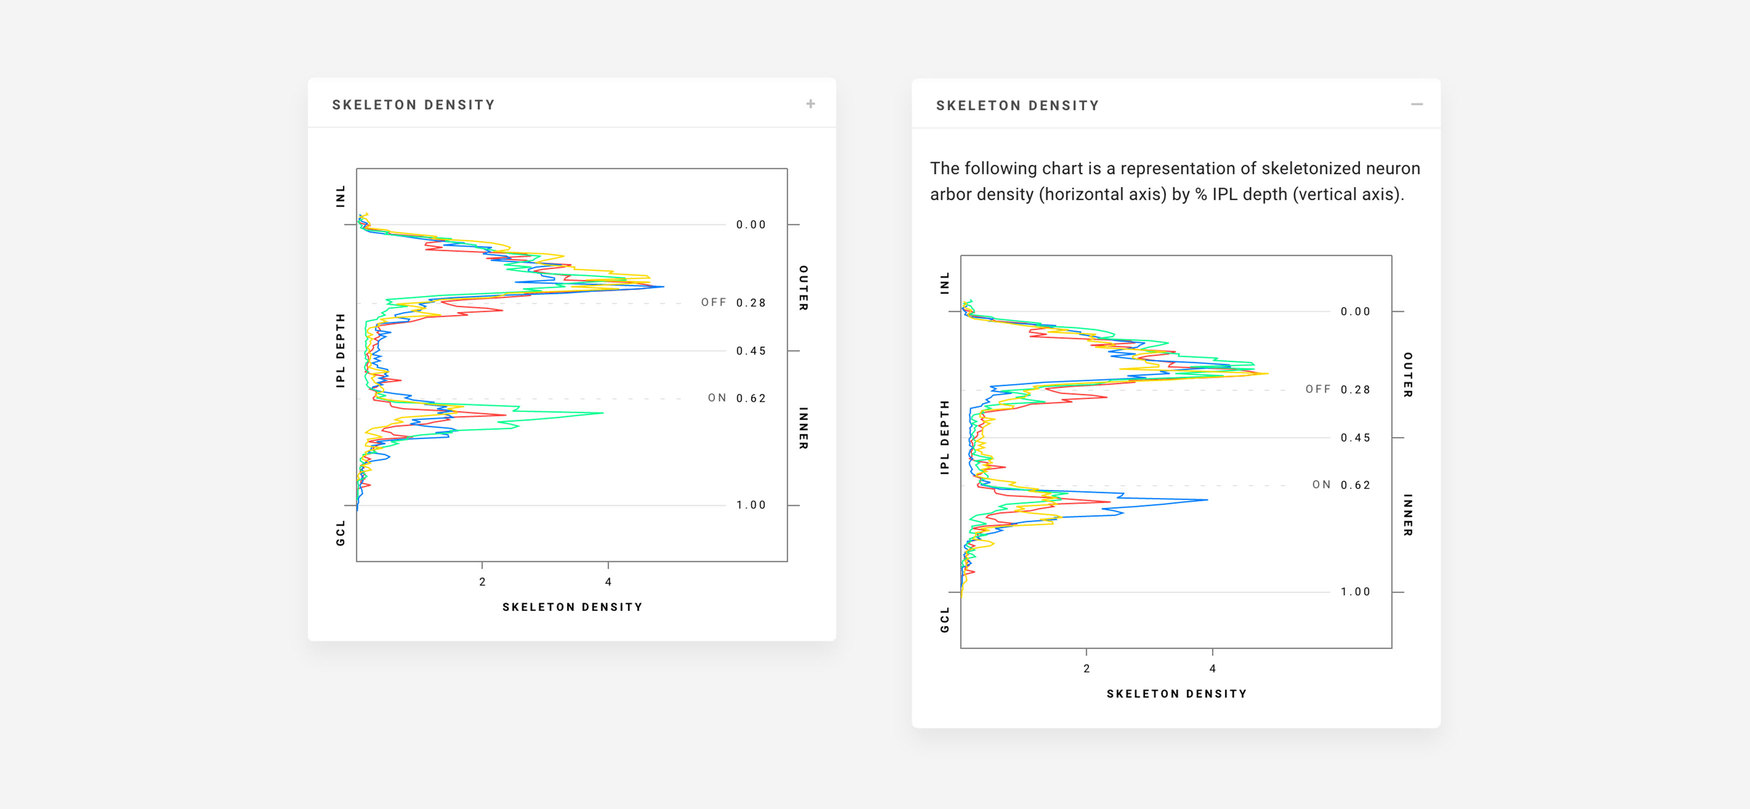 SKELETON DENSITY
+
INL
0.00
OUTER
OFF 0.28
IPL DEPTH
0.45
ON 0.62
INNER
1.00
GCL
2 4
SKELETON DENSITY
SKELETON DENSITY
—
The following chart is a representation of skeletonized neuron
arbor density (horizontal axis) by % IPL depth (vertical axis).
INL
0.00
OUTER
OFF 0.28
IPL DEPTH
0.45
ON 0.62
INNER
1.00
GCL
2 4
SKELETON DENSITY